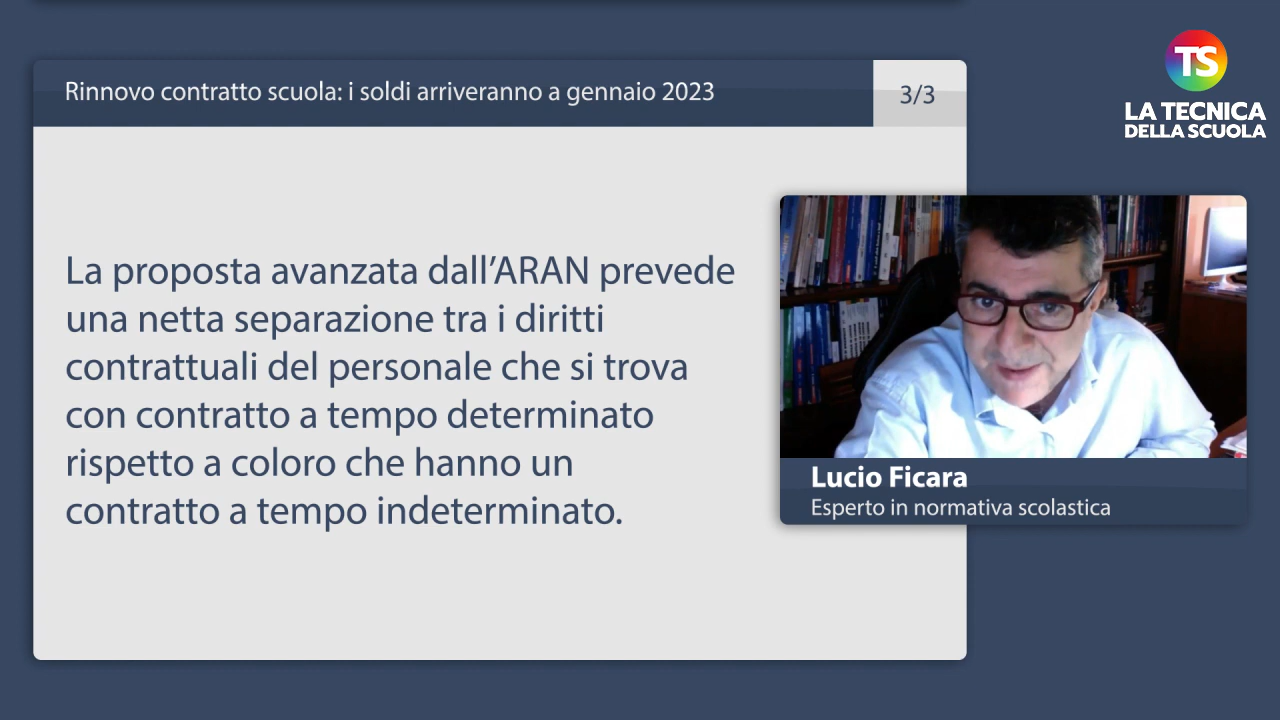 Rinnovo contratto scuola: i soldi arriveranno a gennaio 2023
3/3
TS
LA TECNICA
DELLA SCUOLA
La proposta avanzata dall’ARAN prevede
una netta separazione tra i diritti
contrattuali del personale che si trova
con contratto a tempo determinato
rispetto a coloro che hanno un
contratto a tempo indeterminato.
Lucio Ficara
Esperto in normativa scolastica